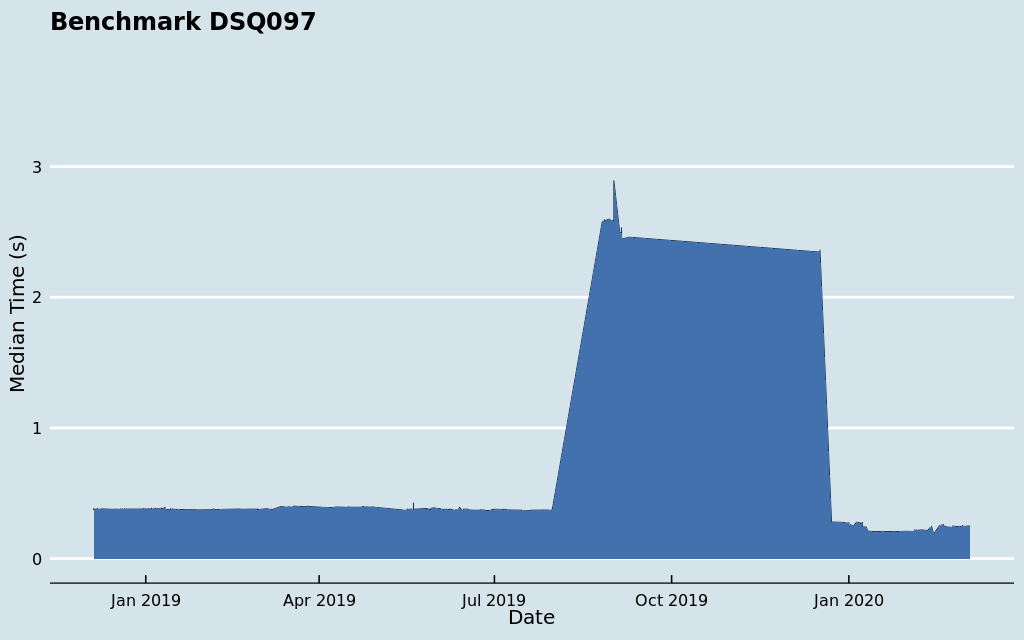 Benchmark DSQ097
3
2
1
0
Median Time (s)
Jan 2019
Apr 2019
Jul 2019
Oct 2019
Jan 2020
Date